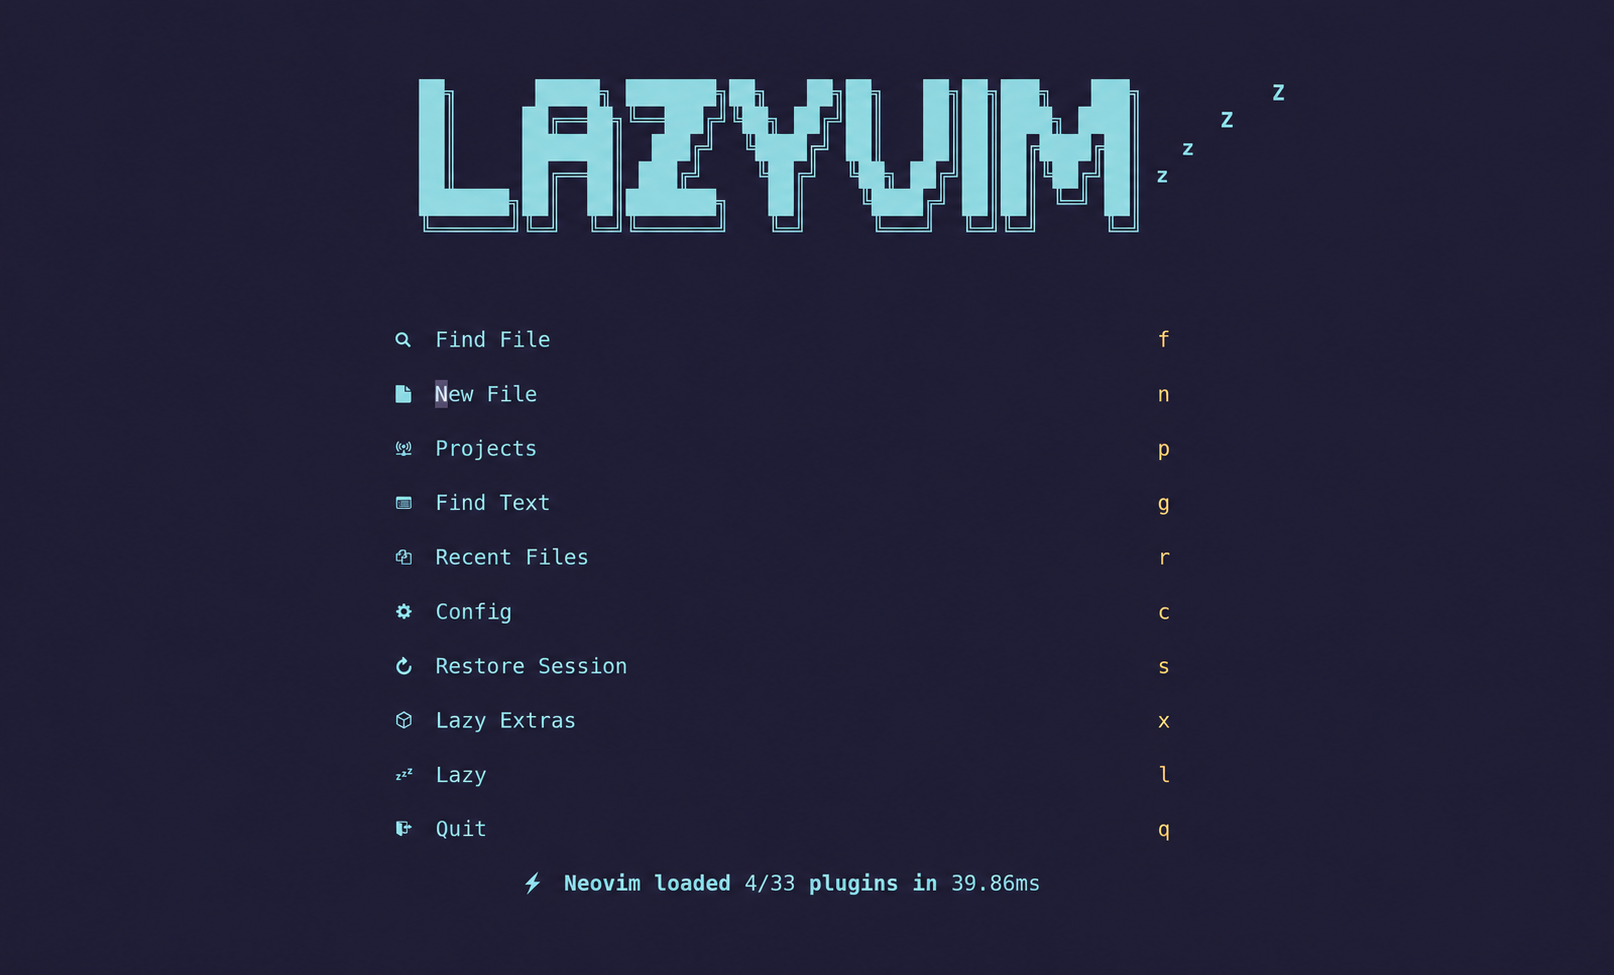 LAZYVIM
Z
Z
z
z
Find File f
New File n
Projects p
Find Text g
Recent Files r
Config c
Restore Session s
Lazy Extras x
zzz Lazy l
Quit q
Neovim loaded 4/33 plugins in 39.86ms